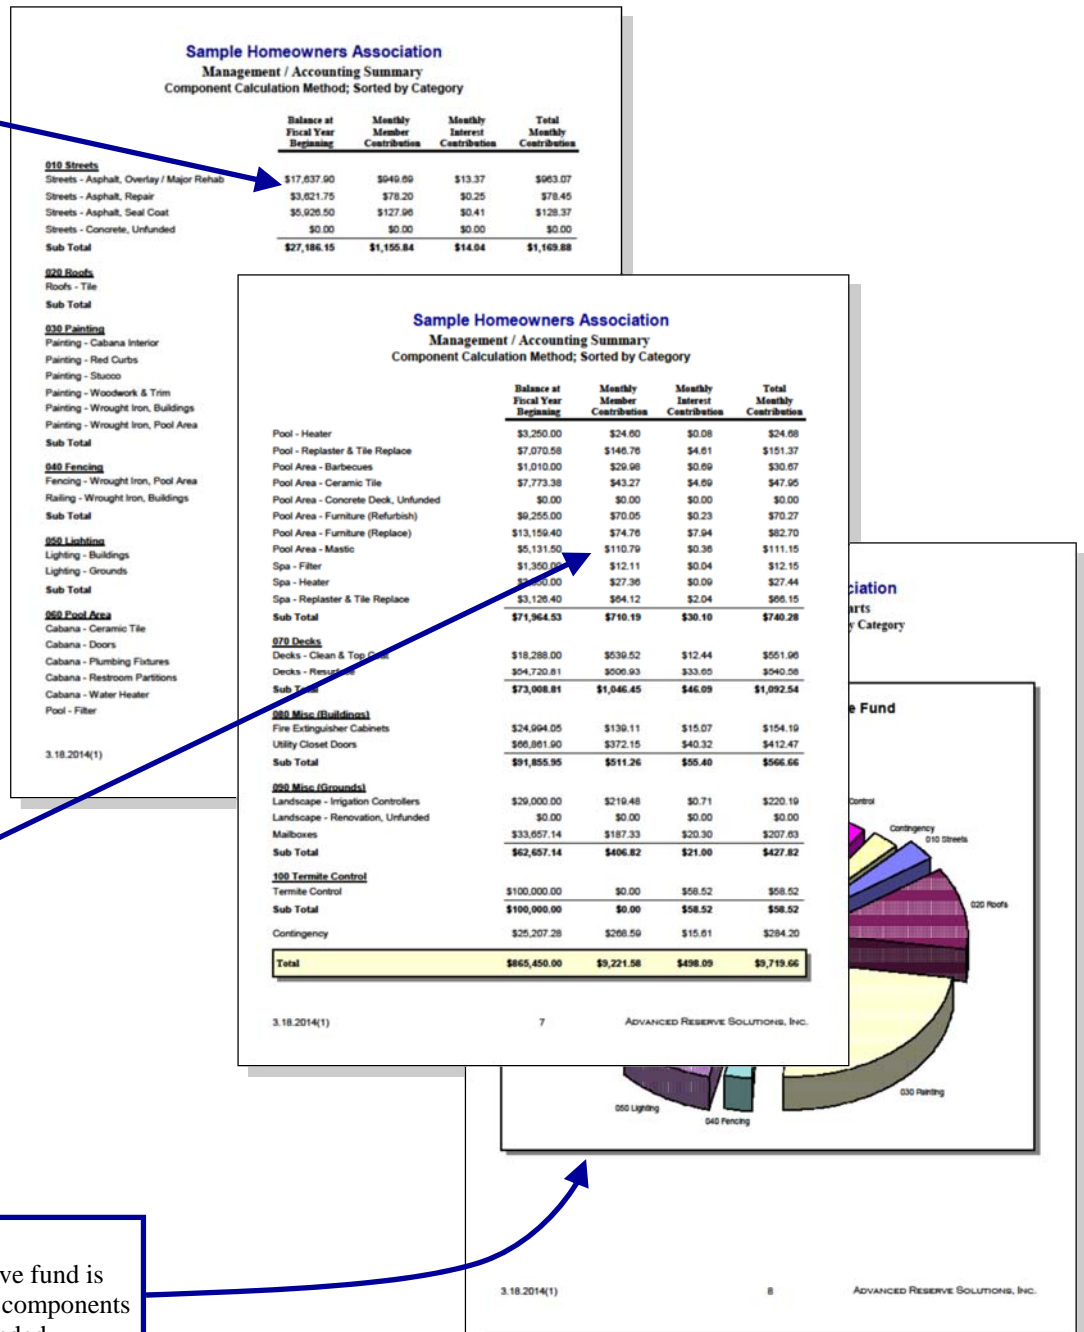 Sample Homeowners Association
Management / Accounting Summary
Component Calculation Method; Sorted by Category
Balance at Fiscal Year Beginning Monthly Member Contribution Monthly Interest Contribution Total Monthly Contribution
010 Streets
Streets - Asphalt, Overlay / Major Rehab $17,637.90 $949.69 $13.37 $963.07
Streets - Asphalt, Repair $3,621.75 $78.20 $0.25 $78.45
Streets - Asphalt, Seal Coat $5,926.50 $127.96 $0.41 $128.37
Streets - Concrete, Unfunded $0.00 $0.00 $0.00 $0.00
Sub Total $27,186.15 $1,155.84 $14.04 $1,169.88
020 Roofs
Roofs - Tile
Sub Total
030 Painting
Painting - Cabana Interior
Painting - Red Curbs
Painting - Stucco
Painting - Woodwork & Trim
Painting - Wrought Iron, Buildings
Painting - Wrought Iron, Pool Area
Sub Total
040 Fencing
Fencing - Wrought Iron, Pool Area
Railing - Wrought Iron, Buildings
Sub Total
050 Lighting
Lighting - Buildings
Lighting - Grounds
Sub Total
060 Pool Area
Cabana - Ceramic Tile
Cabana - Doors
Cabana - Plumbing Fixtures
Cabana - Restroom Partitions
Cabana - Water Heater
Pool - Filter
3.18.2014(1)
Sample Homeowners Association
Management / Accounting Summary
Component Calculation Method; Sorted by Category
Balance at Fiscal Year Beginning Monthly Member Contribution Monthly Interest Contribution Total Monthly Contribution
Pool - Heater $3,250.00 $24.60 $0.08 $24.68
Pool - Replaster & Tile Replace $7,070.58 $146.76 $4.61 $151.37
Pool Area - Barbecues $1,010.00 $29.98 $0.69 $30.67
Pool Area - Ceramic Tile $7,773.38 $43.27 $4.69 $47.95
Pool Area - Concrete Deck, Unfunded $0.00 $0.00 $0.00 $0.00
Pool Area - Furniture (Refurbish) $9,255.00 $70.05 $0.23 $70.27
Pool Area - Furniture (Replace) $13,159.40 $74.76 $7.94 $82.70
Pool Area - Mastic $5,131.50 $110.79 $0.36 $111.15
Spa - Filter $12.11 $0.04 $12.15
Spa - Heater $27.36 $0.09 $27.44
Spa - Replaster & Tile Replace $3,126.40 $64.12 $2.04 $66.15
Sub Total $71,964.53 $710.19 $30.10 $740.28
070 Decks
Decks - Clean & Top $18,288.00 $539.52 $12.44 $551.96
Decks - $54,720.81 $506.93 $33.65 $540.58
Sub Total $73,008.81 $1,046.45 $46.09 $1,092.54
080 Misc (Buildings)
Fire Extinguisher Cabinets $24,994.05 $139.11 $15.07 $154.19
Utility Closet Doors $66,861.90 $372.15 $40.32 $412.47
Sub Total $91,855.95 $511.26 $55.40 $566.66
090 Misc (Grounds)
Landscape - Irrigation Controllers $29,000.00 $219.48 $0.71 $220.19
Landscape - Renovation, Unfunded $0.00 $0.00 $0.00 $0.00
Mailboxes $33,657.14 $187.33 $20.30 $207.63
Sub Total $62,657.14 $406.82 $21.00 $427.82
100 Termite Control
Termite Control $100,000.00 $0.00 $58.52 $58.52
Sub Total $100,000.00 $0.00 $58.52 $58.52
Contingency $25,207.28 $268.59 $15.61 $284.20
Total $865,450.00 $9,221.58 $498.09 $9,719.66
3.18.2014(1) 7 ADVANCED RESERVE SOLUTIONS, INC.
ciation
arts
y Category
e Fund
Control
Contingency
010 Streets
020 Roofs
030 Painting
040 Fencing
050 Lighting
3.18.2014(1) 8 ADVANCED RESERVE SOLUTIONS, INC.
ve fund is
components